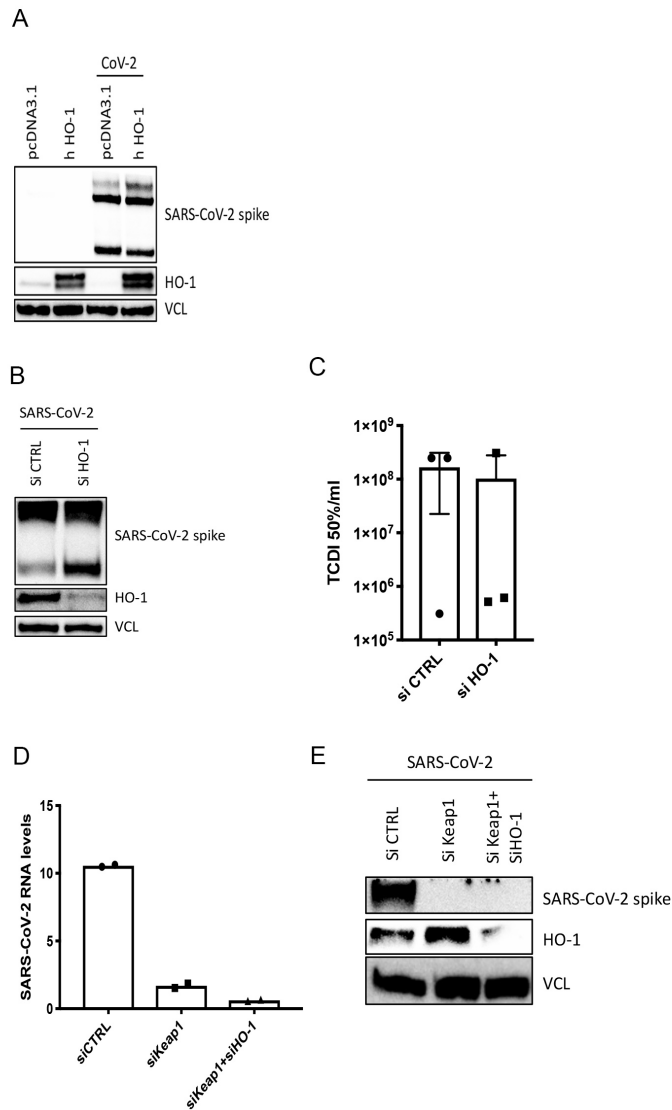 A
CoV-2
pcDNA3.1
h HO-1
pcDNA3.1
h HO-1
SARS-CoV-2 spike
HO-1
VCL
B
SARS-CoV-2
Si CTRL
Si HO-1
SARS-CoV-2 spike
HO-1
VCL
C
TCDI 50%/ml
1×10⁹
1×10⁸
1×10⁷
1×10⁶
1×10⁵
si CTRL
si HO-1
D
SARS-CoV-2 RNA levels
15
10
5
0
siCTRL
siKeap1
siKeap1+siHO-1
E
SARS-CoV-2
Si CTRL
Si Keap1
Si Keap1+
SiHO-1
SARS-CoV-2 spike
HO-1
VCL